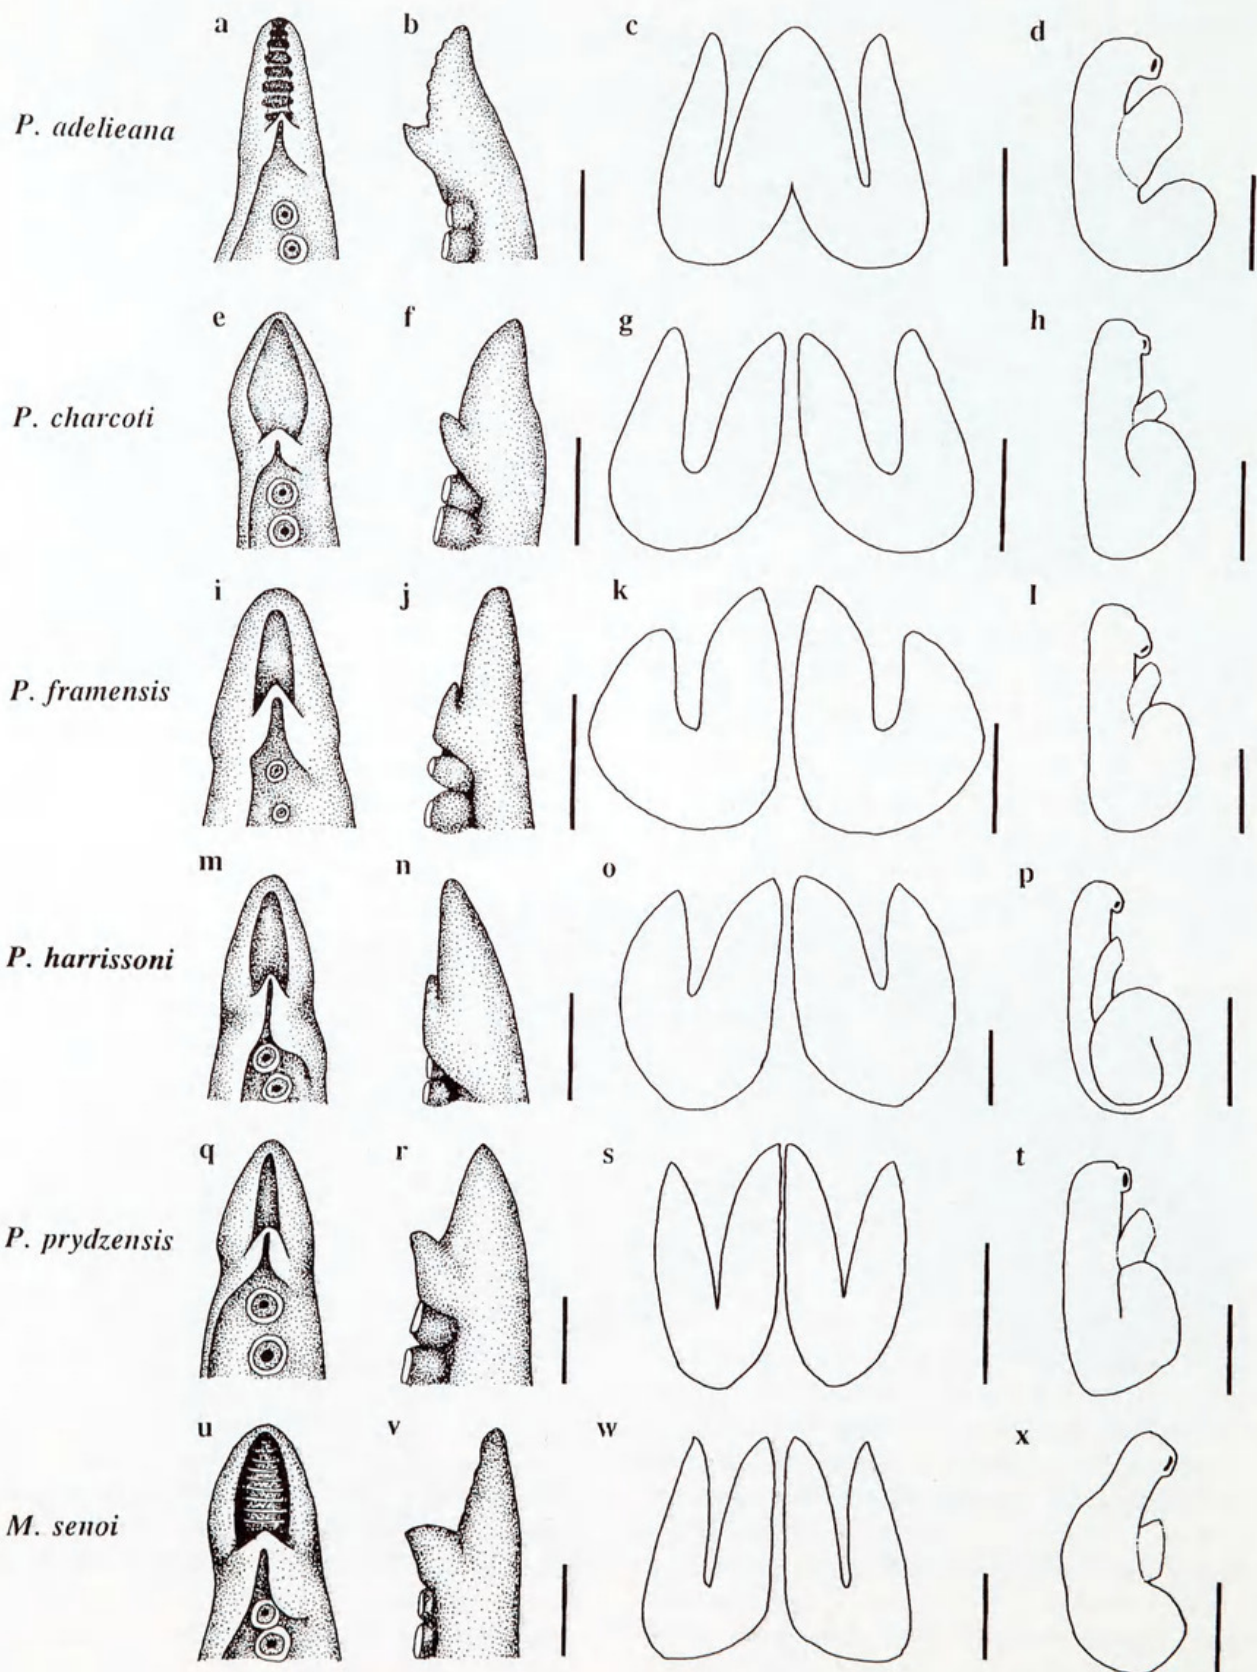 a b c d
P. adelieana
e f g h
P. charcoti
i j k l
P. framensis
m n o p
P. harrissoni
q r s t
P. prydzensis
u v w x
M. senoi